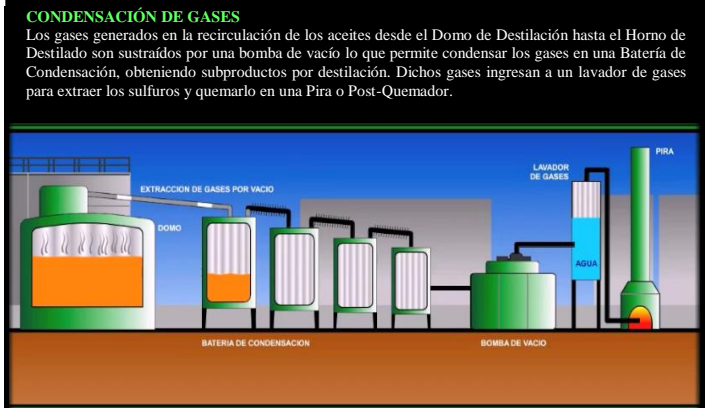 CONDENSACIÓN DE GASES
Los gases generados en la recirculación de los aceites desde el Domo de Destilación hasta el Horno de
Destilado son sustraídos por una bomba de vacío lo que permite condensar los gases en una Batería de
Condensación, obteniendo subproductos por destilación. Dichos gases ingresan a un lavador de gases
para extraer los sulfuros y quemarlo en una Pira o Post-Quemador.
PIRA
LAVADOR
DE GASES
EXTRACCION DE GASES POR VACIO
DOMO
AGUA
BATERIA DE CONDENSACION
BOMBA DE VACIO